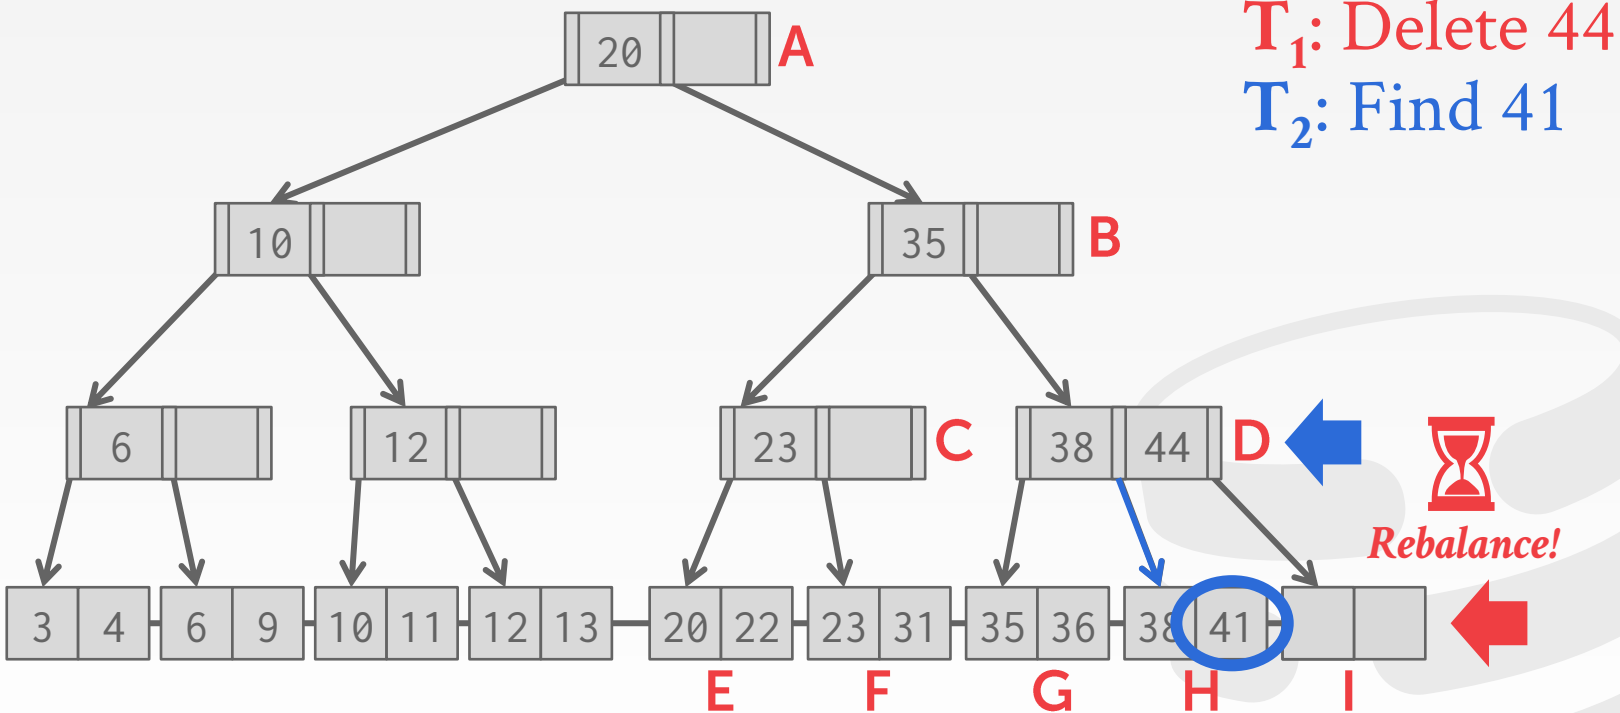 T1: Delete 44
20 A
T2: Find 41
10 35 B
6 12 23 C 38 44 D
Rebalance!
3 4 6 9 10 11 12 13 20 22 23 31 35 36 38 41
E F G H I